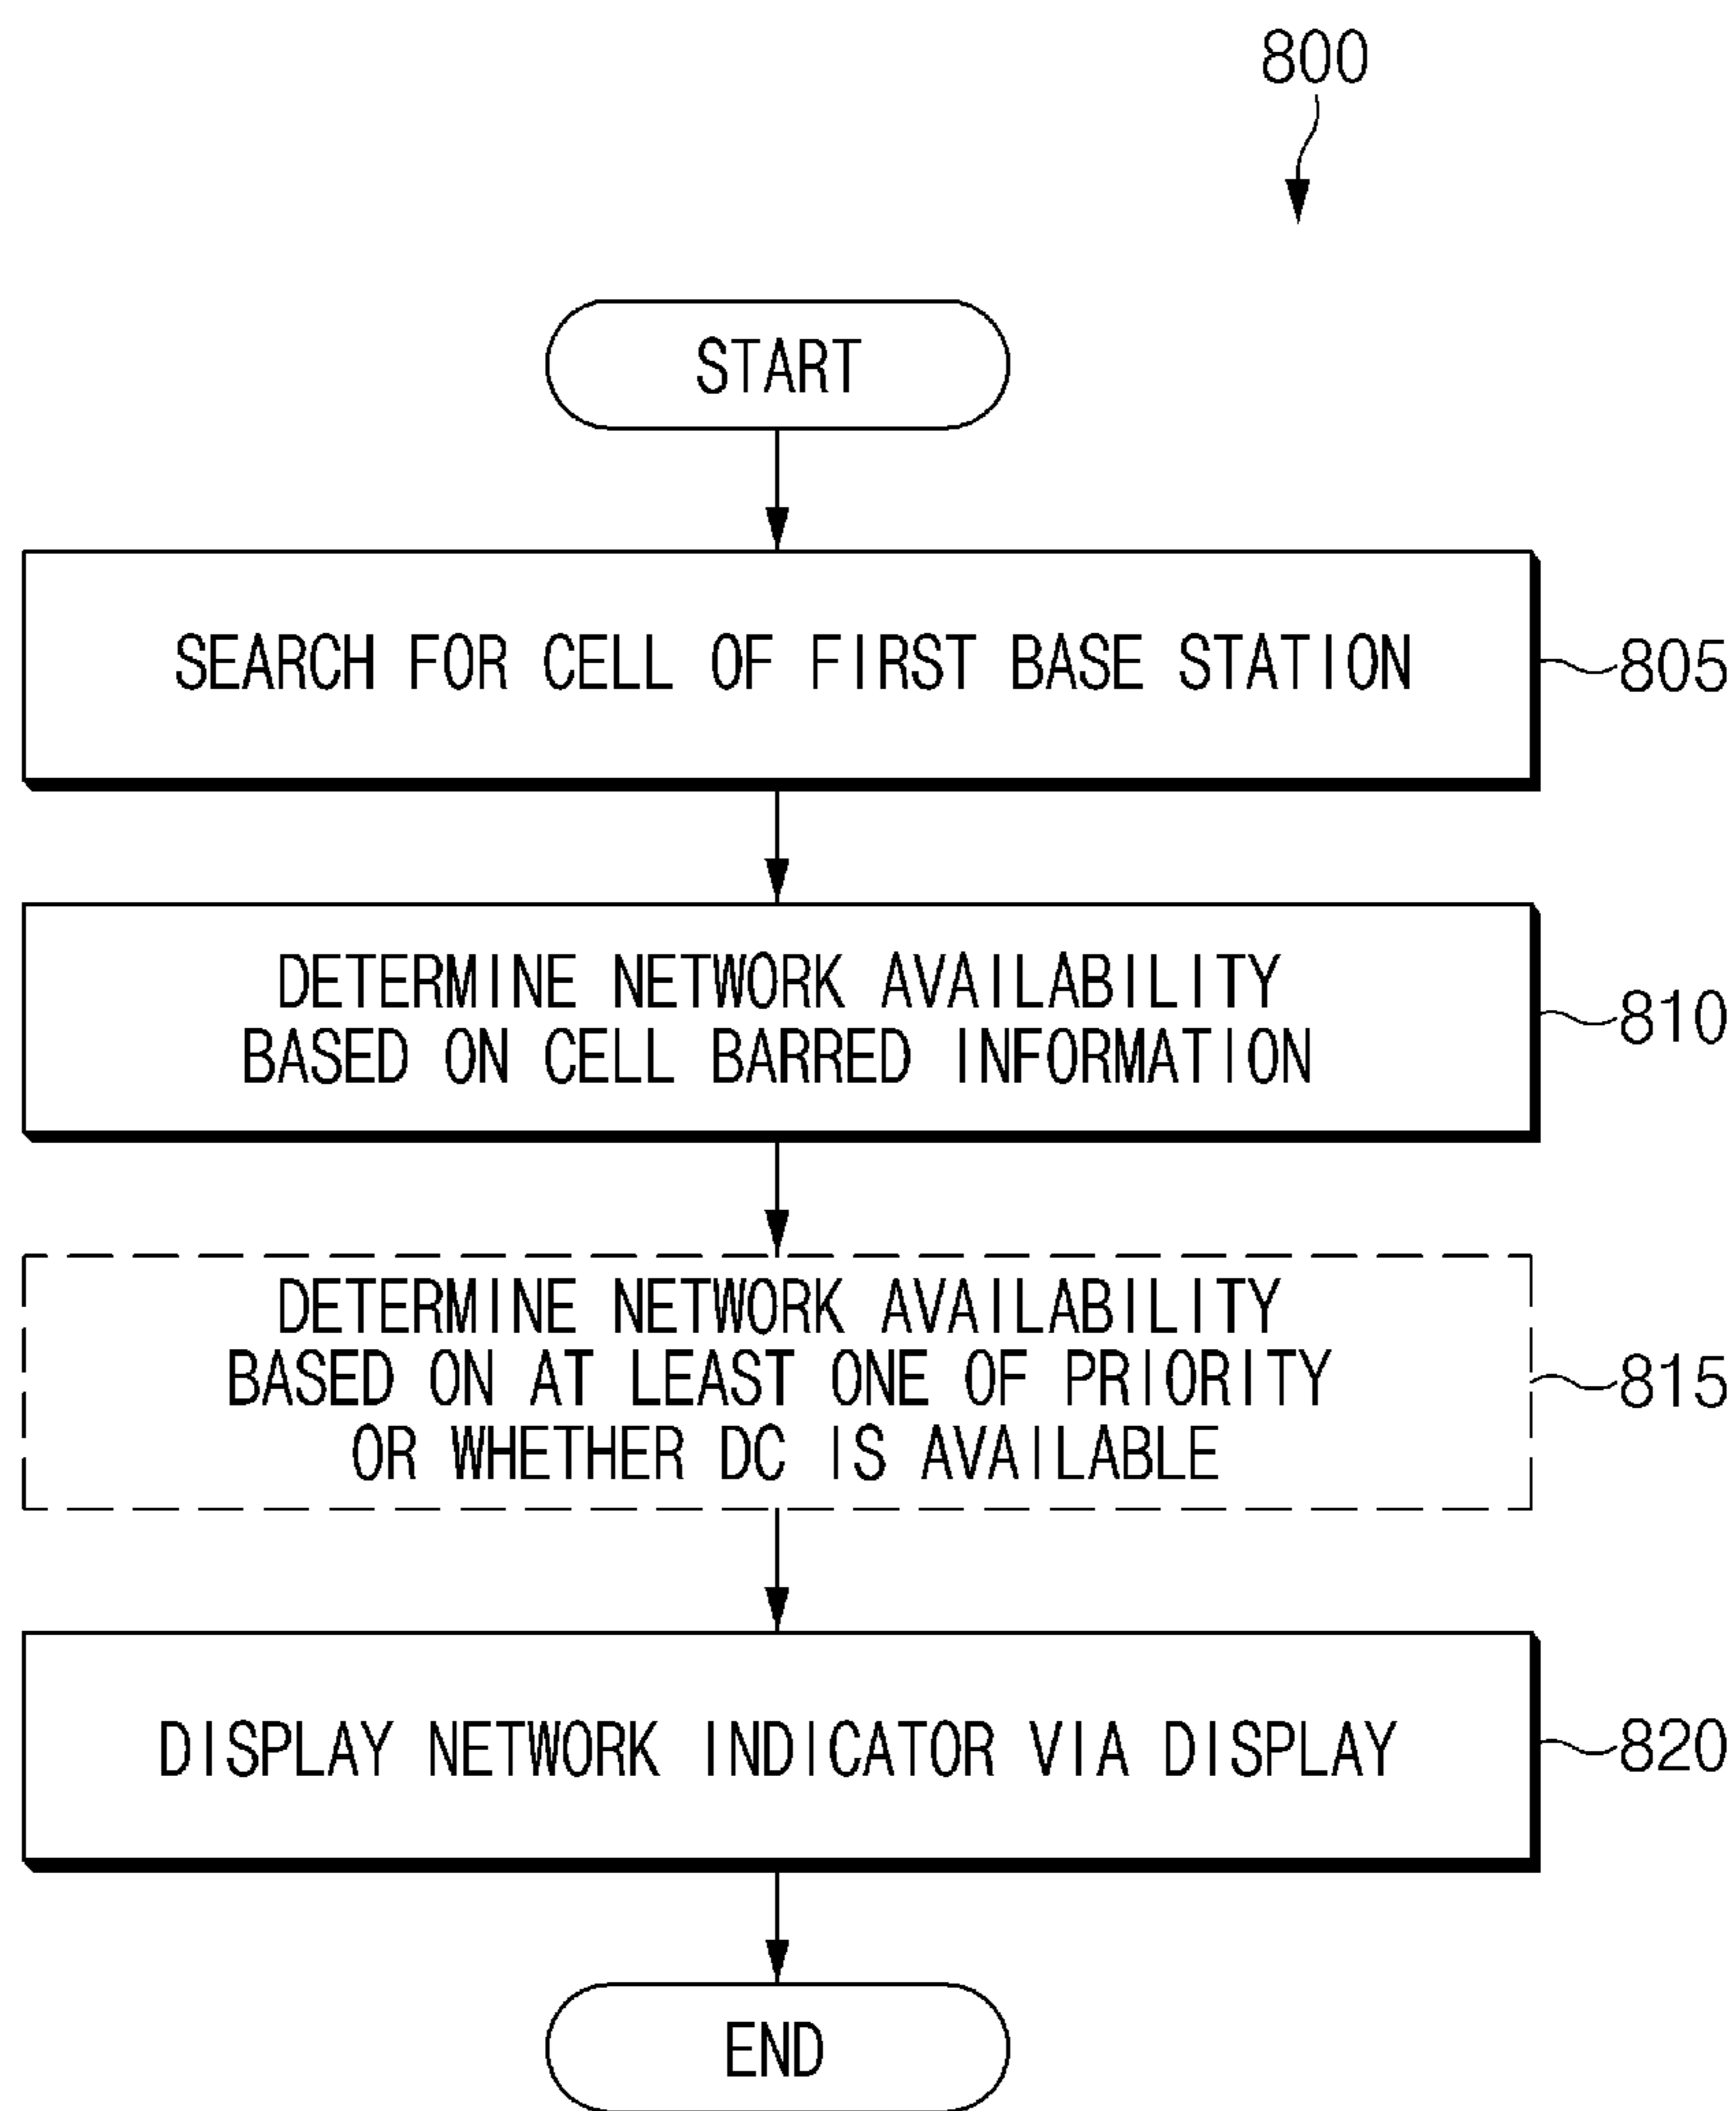 800
START
SEARCH FOR CELL OF FIRST BASE STATION
805
DETERMINE NETWORK AVAILABILITY
BASED ON CELL BARRED INFORMATION
810
DETERMINE NETWORK AVAILABILITY
BASED ON AT LEAST ONE OF PRIORITY
OR WHETHER DC IS AVAILABLE
815
DISPLAY NETWORK INDICATOR VIA DISPLAY
820
END